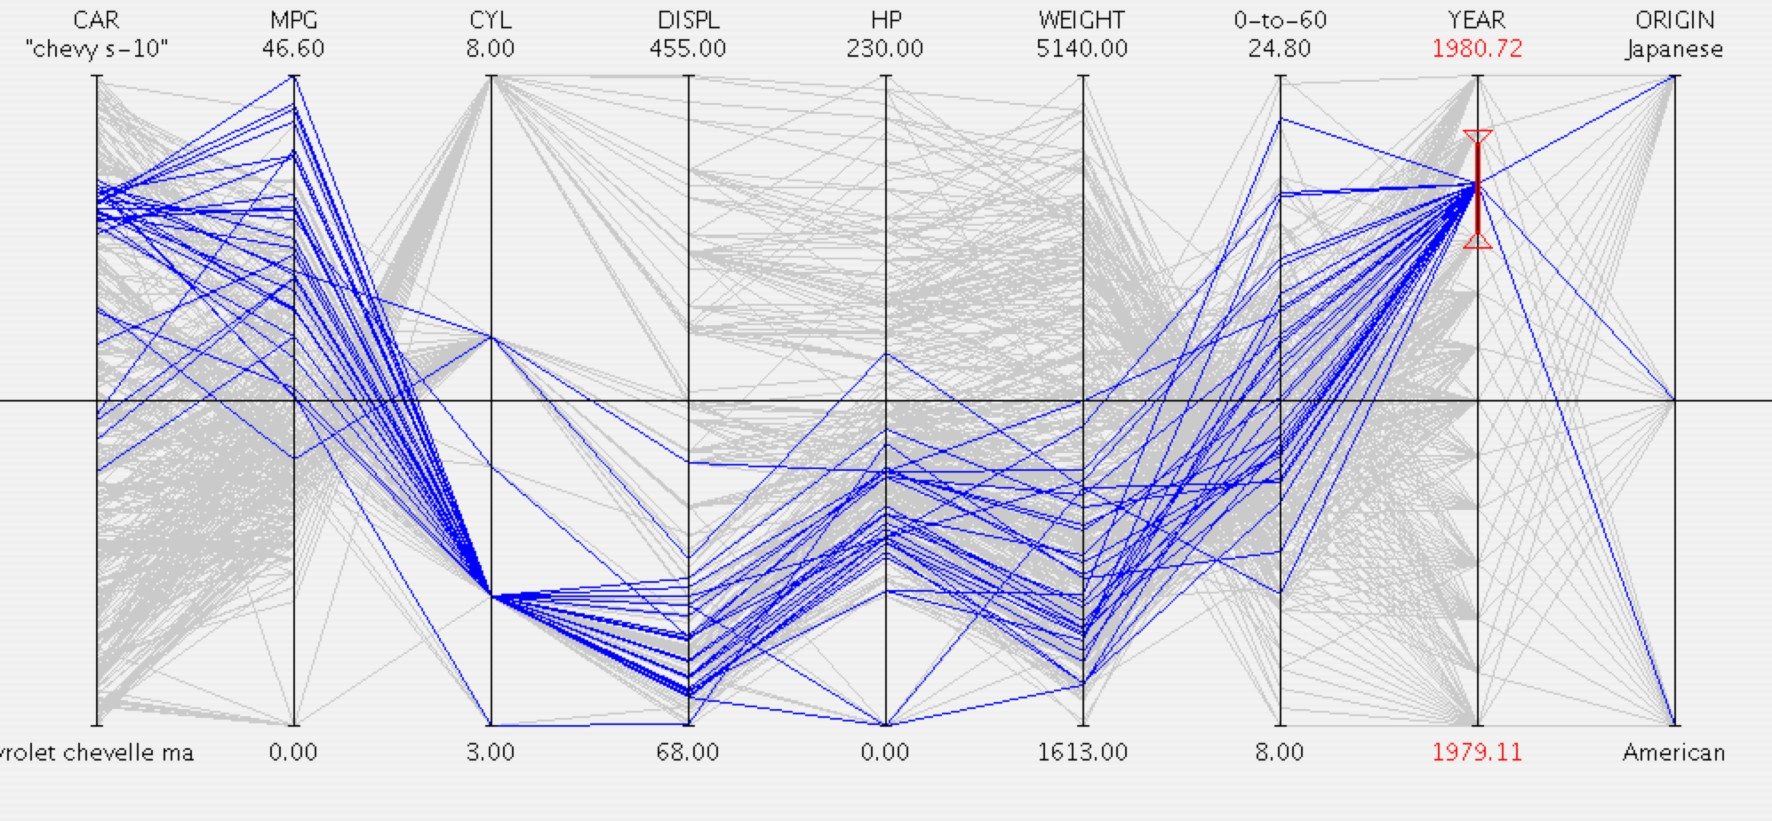 CAR MPG CYL DISPL HP WEIGHT 0-to-60 YEAR ORIGIN
"chevy s-10" 46.60 8.00 455.00 230.00 5140.00 24.80 1980.72 Japanese
vrolet chevelle ma 0.00 3.00 68.00 0.00 1613.00 8.00 1979.11 American